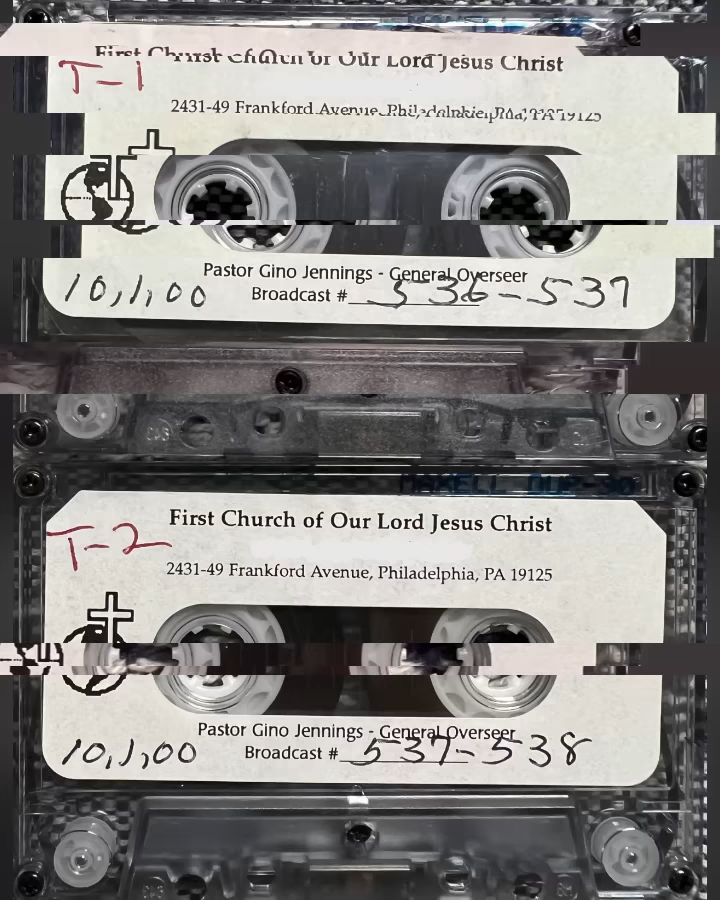 First Church of Our Lord Jesus Christ
T-1
2431-49 Frankford Avenue
Pastor Gino Jennings - General Overseer
10,1,00 Broadcast # 536-537
First Church of Our Lord Jesus Christ
T-2
2431-49 Frankford Avenue, Philadelphia, PA 19125
Pastor Gino Jennings - General Overseer
10,1,00 Broadcast # 537-538